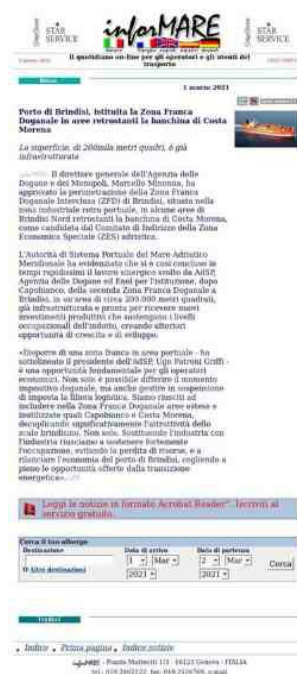 STAR
SERVICE
inforMARE
STAR
SERVICE
Il quotidiano on-line per gli operatori e gli utenti del
trasporto
1 marzo 2021
Porto di Brindisi, istituita la Zona Franca
Doganale in aree retrostanti la banchina di Costa
Morena
La superficie, di 200mila metri quadri, è già
infrastrutturata
Il direttore generale dell'Agenzia delle
Dogane e dei Monopoli, Marcello Minenna, ha
approvato la perimetrazione della Zona Franca
Doganale Interclusa (ZFD) di Brindisi, situata nella
zona industriale retro portuale, in alcune aree di
Brindisi Nord retrostanti la banchina di Costa Morena,
come candidata dal Comitato di Indirizzo della Zona
Economica Speciale (ZES) adriatica.
L'Autorità di Sistema Portuale del Mare Adriatico
Meridionale ha evidenziato che si è così concluso in
tempi rapidissimi il lavoro sinergico svolto da AdSP,
Agenzia delle Dogane ed Enel per l'istituzione, dopo
Capobianco, della seconda Zona Franca Doganale a
Brindisi, in un'area di circa 200.000 metri quadrati,
già infrastrutturata e pronta per ricevere nuovi
investimenti produttivi che sostengano i livelli
occupazionali dell'indotto, creando ulteriori
opportunità di crescita e di sviluppo.
«Disporre di una zona franca in area portuale - ha
sottolineato il presidente dell'AdSP, Ugo Patroni Griffi -
è una opportunità fondamentale per gli operatori
economici. Non solo è possibile differire il momento
impositivo doganale, ma anche gestire in sospensione
di imposta la filiera logistica. Siamo riusciti ad
includere nella Zona Franca Doganale aree estese e
inutilizzate quali Capobianco e Costa Morena,
decuplicando significativamente l'attrattività dello
scalo brindisino. Non solo. Sostituendo l'industria con
l'industria riusciamo a sostenere fortemente
l'occupazione, evitando la perdita di risorse, e a
rilanciare l'economia del porto di Brindisi, cogliendo a
pieno le opportunità offerte dalla transizione
energetica».
Leggi le notizie in formato Acrobat Reader®. Iscriviti al
servizio gratuito.
Cerca il tuo albergo
Destinazione Data di arrivo Data di partenza
1 Mar 2 Mar Cerca
Altre destinazioni 2021 2021
Indice Prima pagina Indice notizie
- Piazza Matteotti 1/3 - 16123 Genova - ITALIA
tel.: 010.2462122, fax: 010.2516768, e-mail